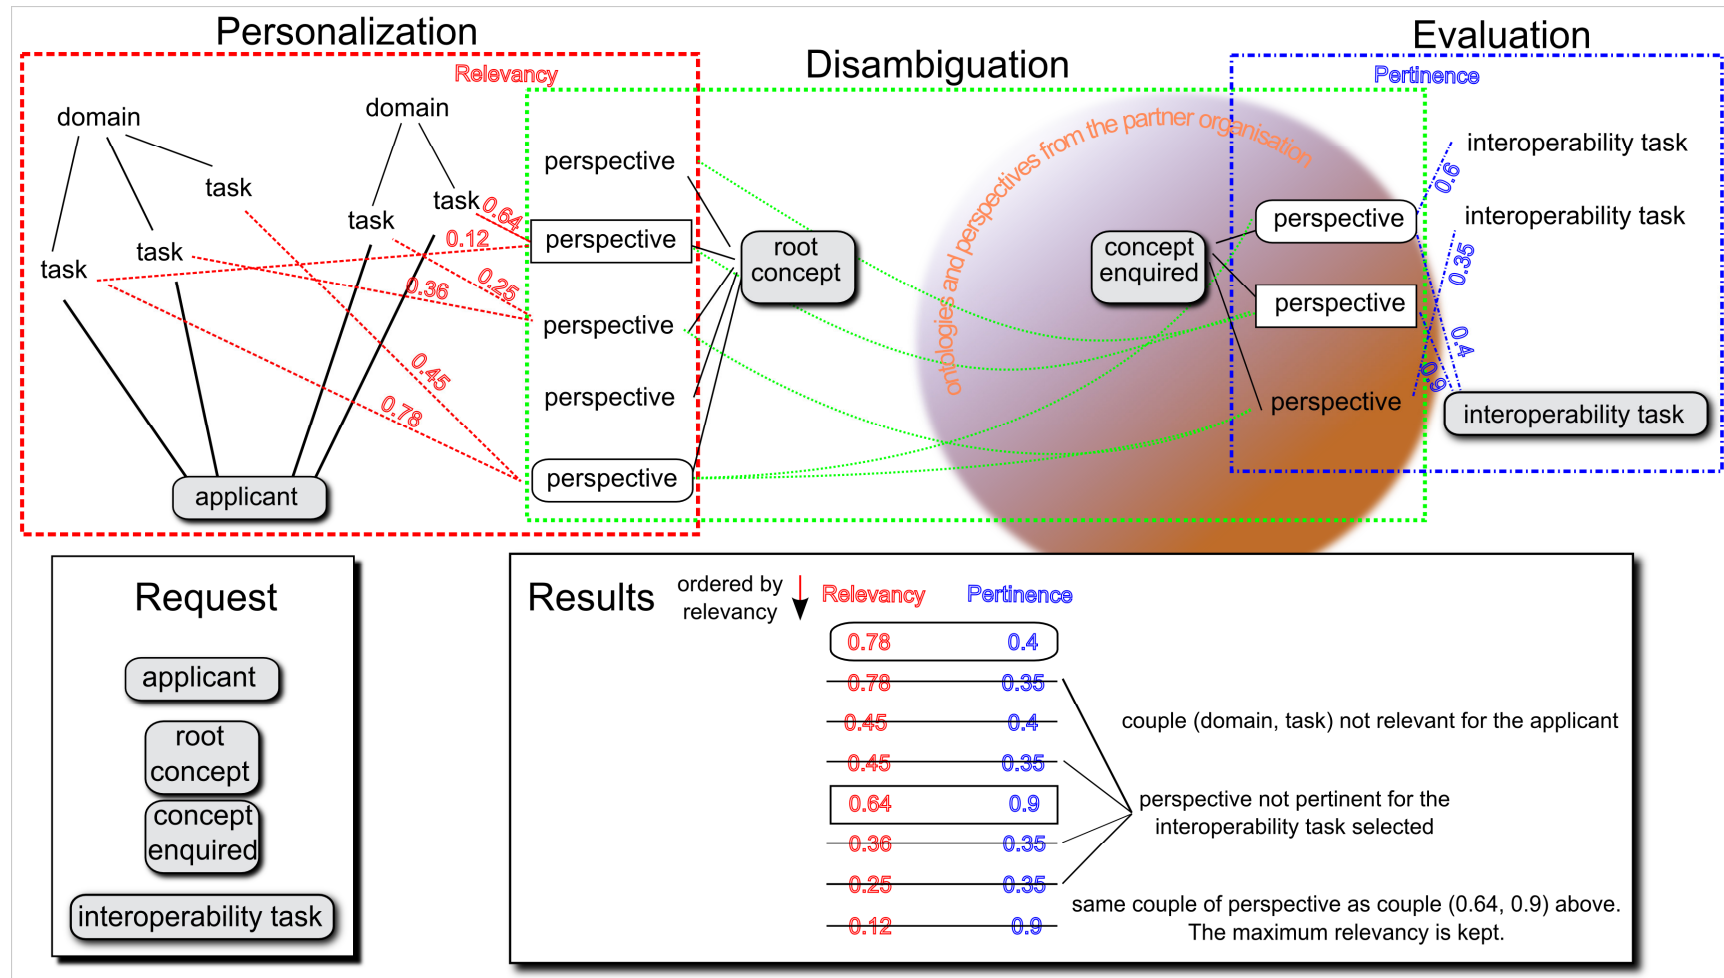 Personalization
Disambiguation
Evaluation
Relevancy
Pertinence
domain
domain
task
task
task
task
task
0.64
0.12
0.25
0.36
0.45
0.78
applicant
perspective
perspective
perspective
perspective
perspective
root
concept
ontologies and perspectives from the partner organisation
concept
enquired
perspective
perspective
perspective
0.6
0.35
0.4
0.9
interoperability task
interoperability task
interoperability task
Request
applicant
root
concept
concept
enquired
interoperability task
Results
ordered by
relevancy
Relevancy Pertinence
0.78 0.4
0.78 0.35
0.45 0.4
0.45 0.35
0.64 0.9
0.36 0.35
0.25 0.35
0.12 0.9
couple (domain, task) not relevant for the applicant
perspective not pertinent for the
interoperability task selected
same couple of perspective as couple (0.64, 0.9) above.
The maximum relevancy is kept.